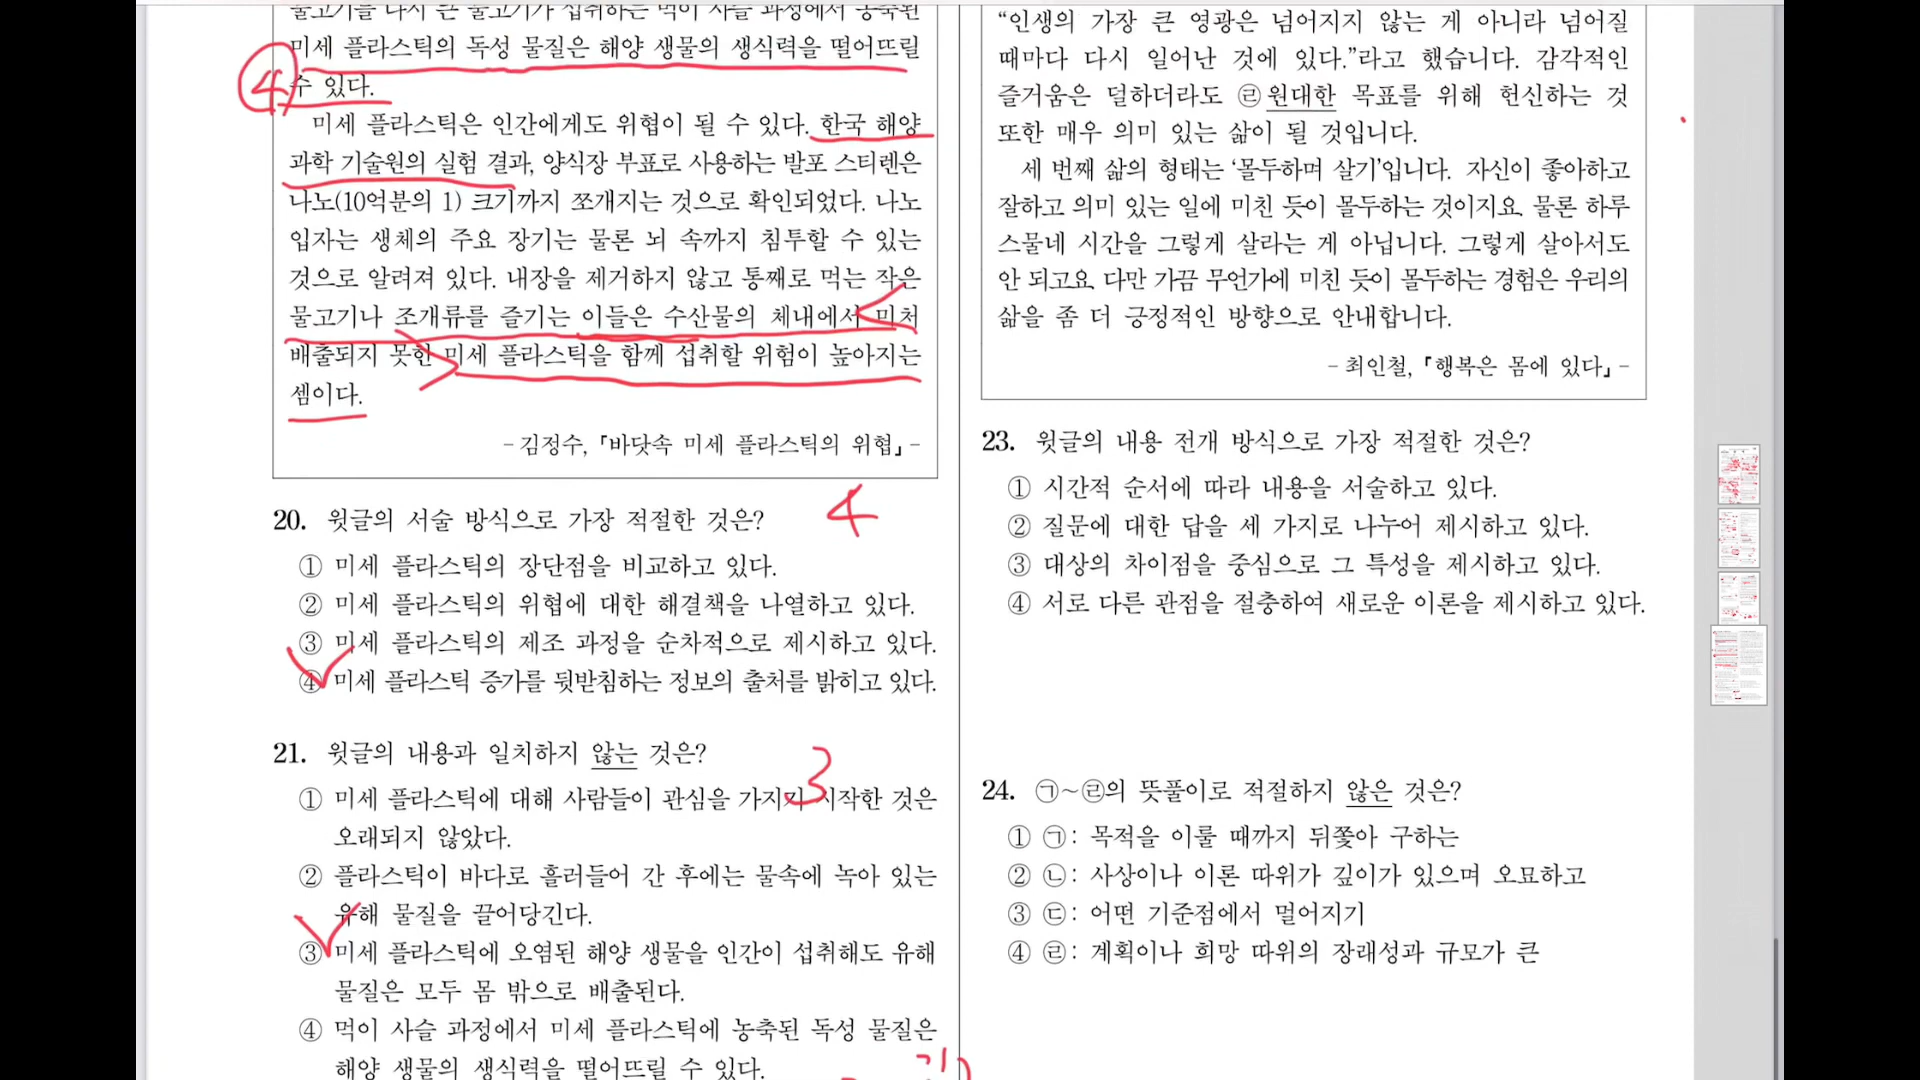 물고기를 다시 큰 물고기가 섭취하는 먹이 사슬 과정에서 농축된
미세 플라스틱의 독성 물질은 해양 생물의 생식력을 떨어뜨릴
④
수 있다.
미세 플라스틱은 인간에게도 위협이 될 수 있다. 한국 해양
과학 기술원의 실험 결과, 양식장 부표로 사용하는 발포 스티렌은
나노(10억분의 1) 크기까지 쪼개지는 것으로 확인되었다. 나노
입자는 생체의 주요 장기는 물론 뇌 속까지 침투할 수 있는
것으로 알려져 있다. 내장을 제거하지 않고 통째로 먹는 작은
물고기나 조개류를 즐기는 이들은 수산물의 체내에서 미처
배출되지 못한 미세 플라스틱을 함께 섭취할 위험이 높아지는
셈이다.
- 김정수, 「바닷속 미세 플라스틱의 위협」 -
20. 윗글의 서술 방식으로 가장 적절한 것은? 4
① 미세 플라스틱의 장단점을 비교하고 있다.
② 미세 플라스틱의 위협에 대한 해결책을 나열하고 있다.
③ 미세 플라스틱의 제조 과정을 순차적으로 제시하고 있다.
④ 미세 플라스틱 증가를 뒷받침하는 정보의 출처를 밝히고 있다.
21. 윗글의 내용과 일치하지 않는 것은? 3
① 미세 플라스틱에 대해 사람들이 관심을 가지기 시작한 것은
오래되지 않았다.
② 플라스틱이 바다로 흘러들어 간 후에는 물속에 녹아 있는
유해 물질을 끌어당긴다.
③ 미세 플라스틱에 오염된 해양 생물을 인간이 섭취해도 유해
물질은 모두 몸 밖으로 배출된다.
④ 먹이 사슬 과정에서 미세 플라스틱에 농축된 독성 물질은
해양 생물의 생식력을 떨어뜨릴 수 있다.
“인생의 가장 큰 영광은 넘어지지 않는 게 아니라 넘어질
때마다 다시 일어난 것에 있다.”라고 했습니다. 감각적인
즐거움은 덜하더라도 ㉣원대한 목표를 위해 헌신하는 것
또한 매우 의미 있는 삶이 될 것입니다.
세 번째 삶의 형태는 ‘몰두하며 살기’입니다. 자신이 좋아하고
잘하고 의미 있는 일에 미친 듯이 몰두하는 것이지요. 물론 하루
스물네 시간을 그렇게 살라는 게 아닙니다. 그렇게 살아서도
안 되고요. 다만 가끔 무언가에 미친 듯이 몰두하는 경험은 우리의
삶을 좀 더 긍정적인 방향으로 안내합니다.
- 최인철, 「행복은 몸에 있다」 -
23. 윗글의 내용 전개 방식으로 가장 적절한 것은?
① 시간적 순서에 따라 내용을 서술하고 있다.
② 질문에 대한 답을 세 가지로 나누어 제시하고 있다.
③ 대상의 차이점을 중심으로 그 특성을 제시하고 있다.
④ 서로 다른 관점을 절충하여 새로운 이론을 제시하고 있다.
24. ㉠~㉣의 뜻풀이로 적절하지 않은 것은?
① ㉠: 목적을 이룰 때까지 뒤쫓아 구하는
② ㉡: 사상이나 이론 따위가 깊이가 있으며 오묘하고
③ ㉢: 어떤 기준점에서 멀어지기
④ ㉣: 계획이나 희망 따위의 장래성과 규모가 큰